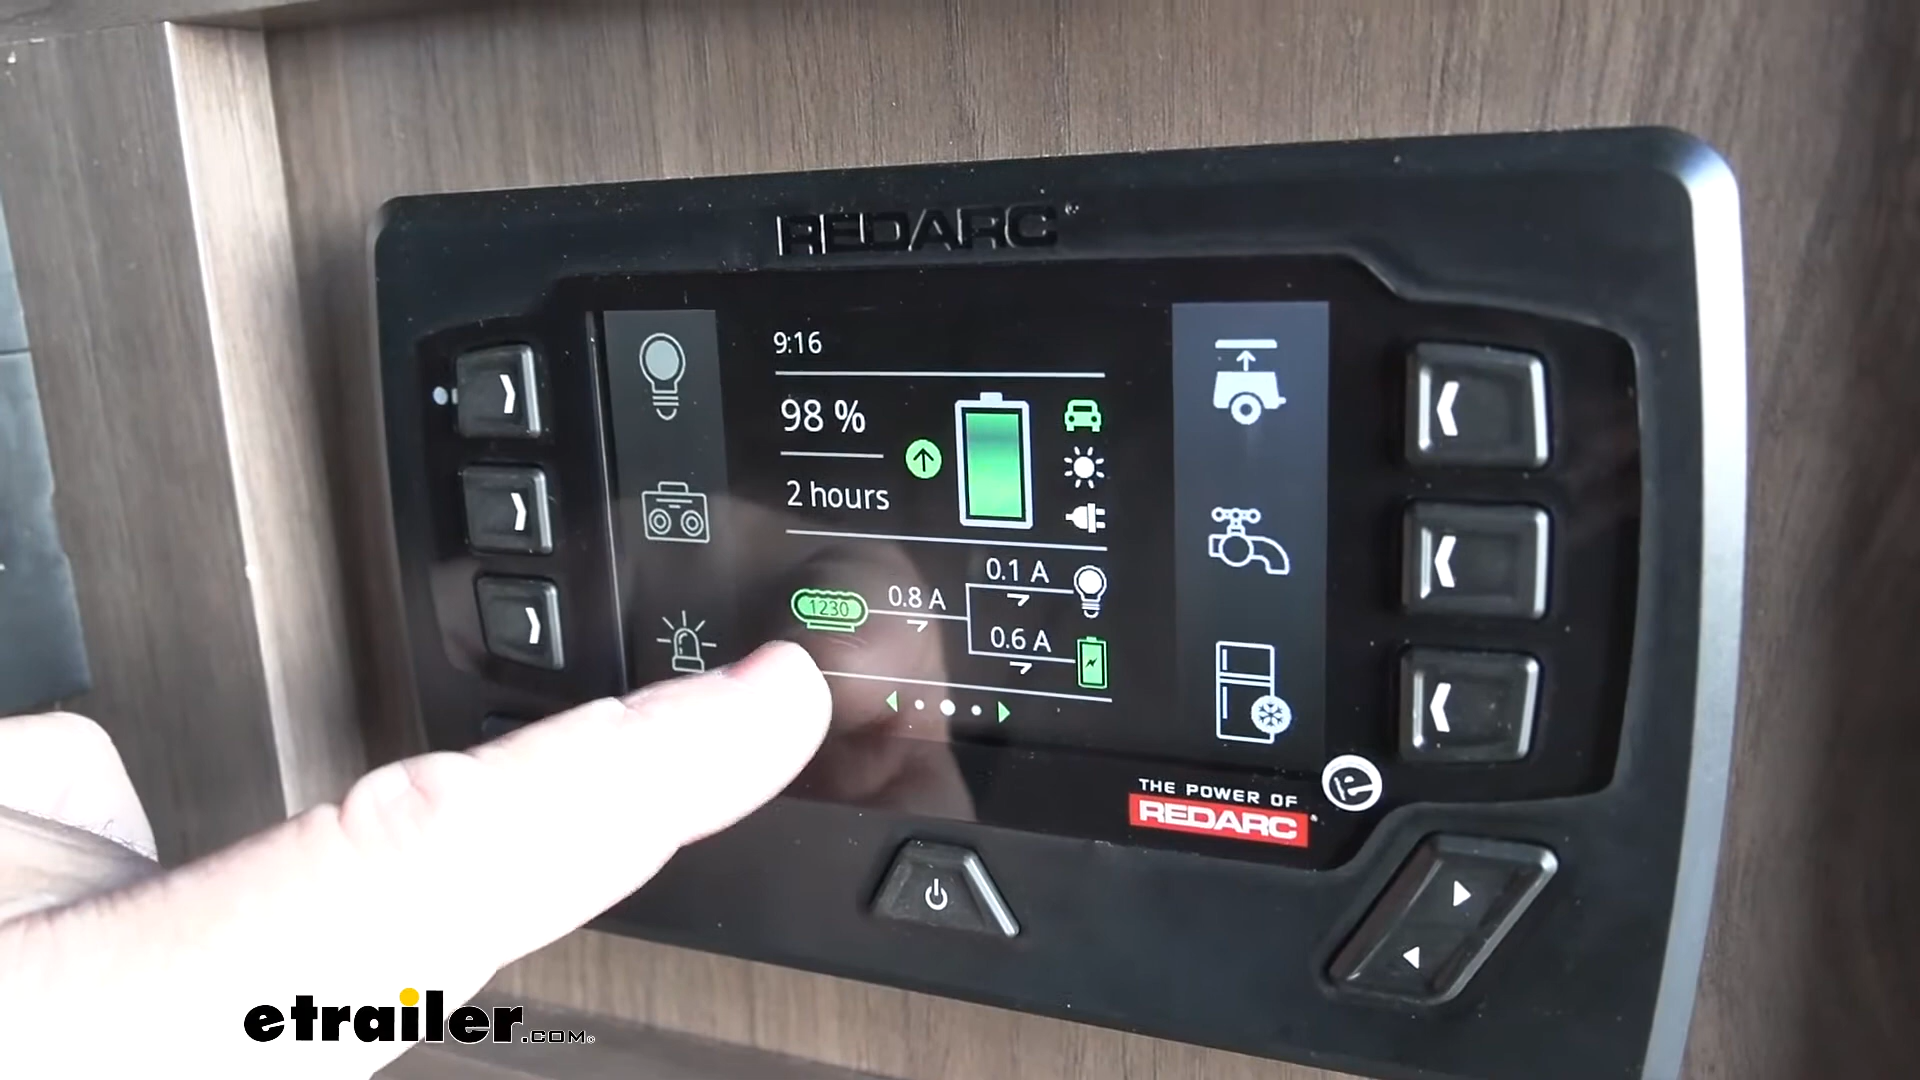 REDARC
9:16
98 %
2 hours
0.1 A
1230
0.8 A
0.6 A
THE POWER OF
REDARC
etrailer.COM